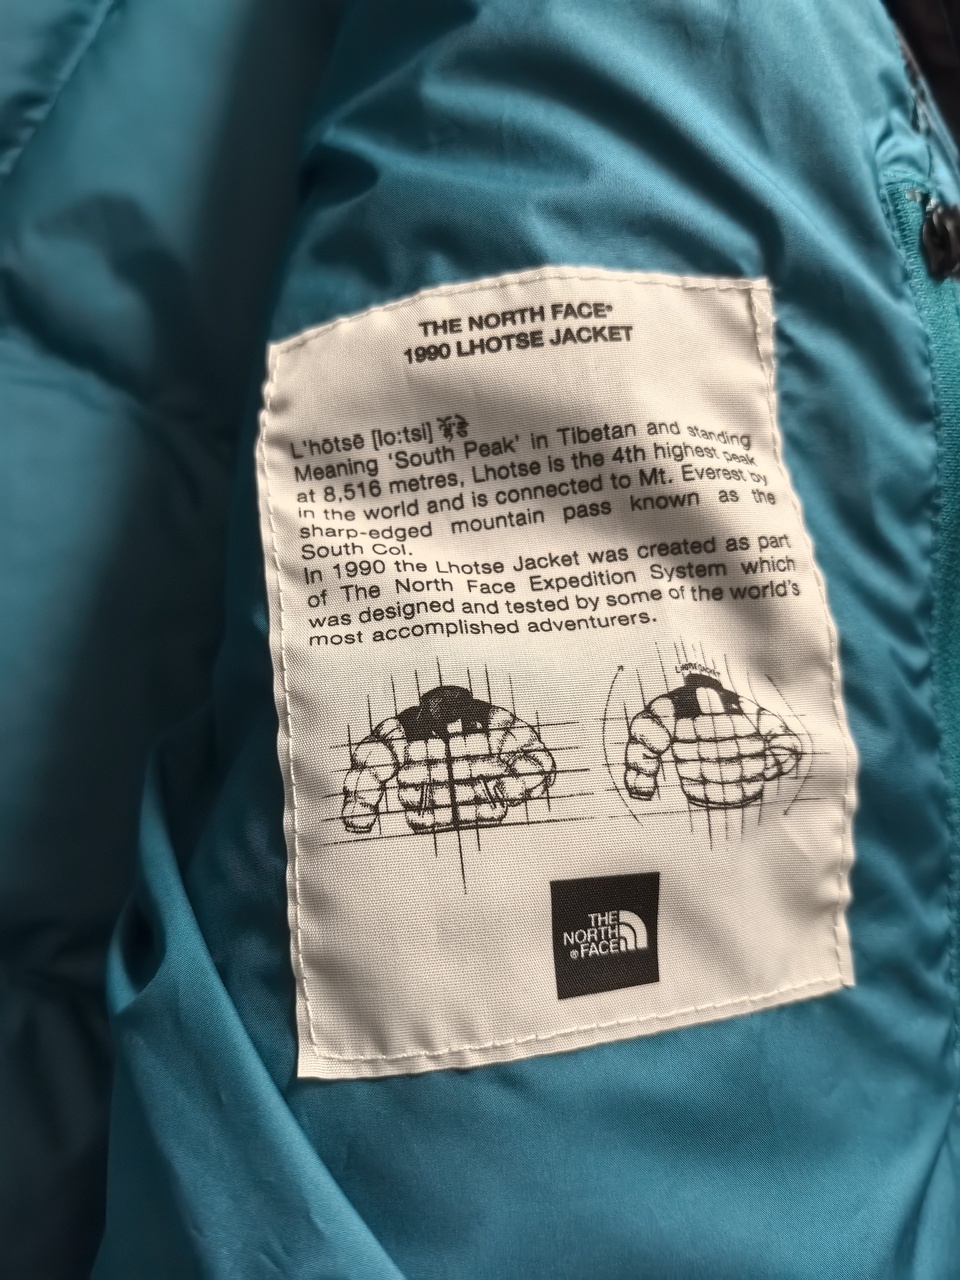 THE NORTH FACE®
1990 LHOTSE JACKET
L'hōtsē [lo:tsi]
Meaning 'South Peak' in Tibetan and standing
at 8,516 metres, Lhotse is the 4th highest peak
in the world and is connected to Mt. Everest by
sharp-edged mountain pass known as the
South Col.
In 1990 the Lhotse Jacket was created as part
of The North Face Expedition System which
was designed and tested by some of the world's
most accomplished adventurers.
THE
NORTH
®FACE